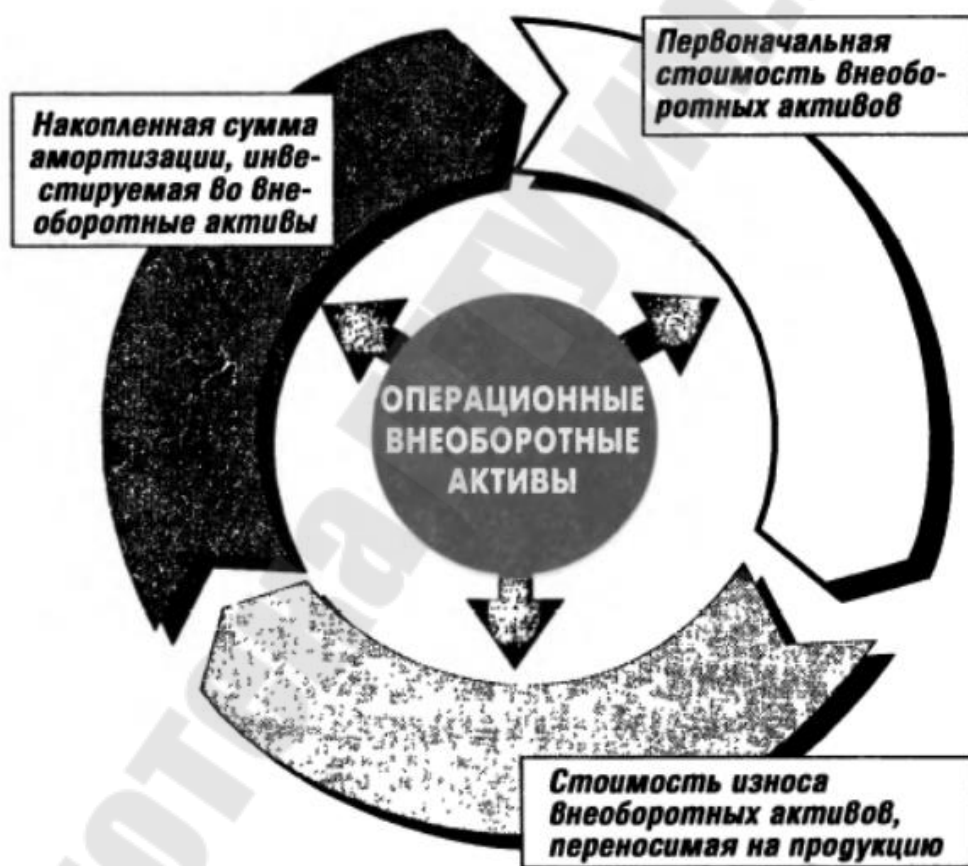 Первоначальная
стоимость внеобо-
ротных активов
Накопленная сумма
амортизации, инве-
стируемая во вне-
оборотные активы
ОПЕРАЦИОННЫЕ
ВНЕОБОРОТНЫЕ
АКТИВЫ
Стоимость износа
внеоборотных активов,
переносимая на продукцию